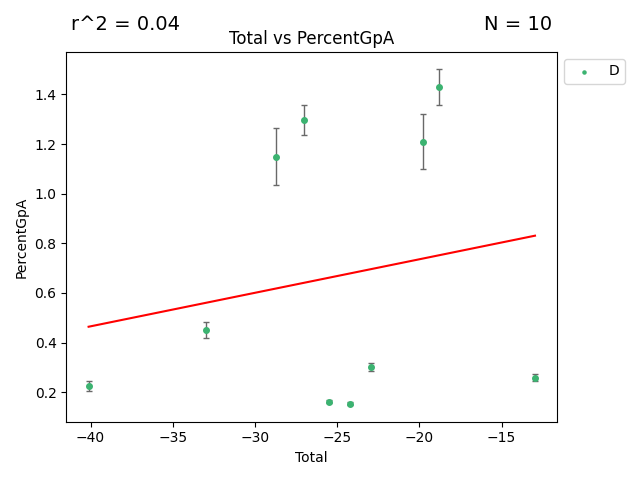 r^2 = 0.04
N = 10
Total vs PercentGpA
D
PercentGpA
1.4
1.2
1.0
0.8
0.6
0.4
0.2
−40
−35
−30
−25
−20
−15
Total